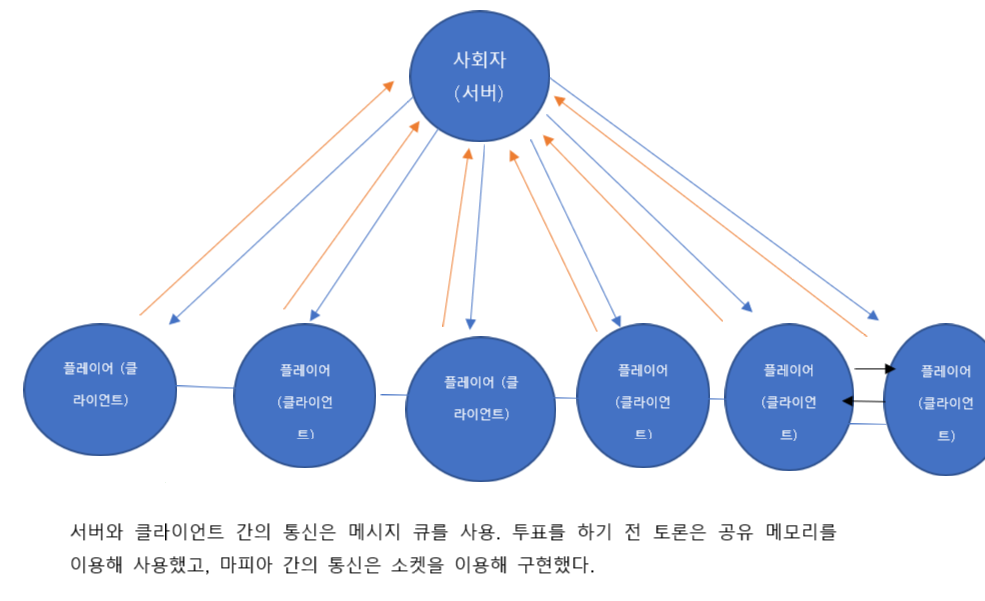 사회자
(서버)
플레이어 (클
라이언트)
플레이어
(클라이언
트)
플레이어 (클
라이언트)
플레이어
(클라이언
트)
플레이어
(클라이언
트)
플레이어
(클라이언
트)
서버와 클라이언트 간의 통신은 메시지 큐를 사용. 투표를 하기 전 토론은 공유 메모리를
이용해 사용했고, 마피아 간의 통신은 소켓을 이용해 구현했다.